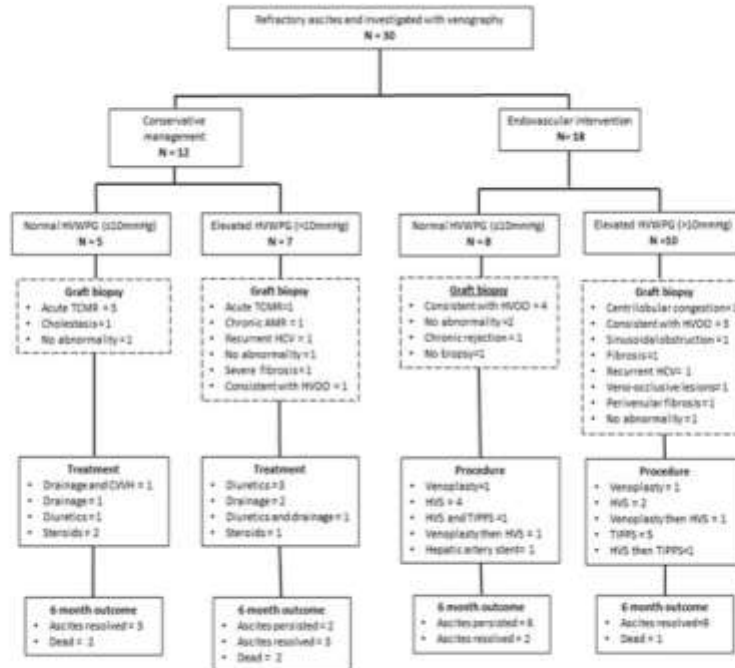 Refractory ascites and investigated with venography
N = 30
Conservative
management
N = 12
Endovascular intervention
N= 18
Normal HVWPG (≤10mmHg)
N = 5
Elevated HVWPG (>10mmHg)
N = 7
Normal HVWPG (≤10mmHg)
N = 8
Elevated HVWPG (>10mmHg)
N =10
Graft biopsy
• Acute TCMR = 3
• Cholestasis = 1
• No abnormality = 1
Graft biopsy
• Acute TCMR=1
• Chronic AMR = 1
• Recurrent HCV = 1
• No abnormality = 1
• Severe fibrosis = 1
• Consistent with HVOO = 1
Graft biopsy
• Consistent with HVOO = 4
• No abnormality =2
• Chronic rejection = 1
• No biopsy=1
Graft biopsy
• Centrilobular congestion=
• Consistent with HVOO = 3
• Sinusoidal obstruction = 1
• Fibrosis=1
• Recurrent HCV= 1
• Veno-occlusive lesions= 1
• Perivenular fibrosis = 1
• No abnormality = 1
Treatment
• Drainage and CVVH = 1
• Drainage = 1
• Diuretics = 1
• Steroids = 2
Treatment
• Diuretics =3
• Drainage = 2
• Diuretics and drainage = 1
• Steroids = 1
Procedure
• Venoplasty=1
• HVS = 4
• HVS and TIPPS =1
• Venoplasty then HVS = 1
• Hepatic artery stent= 1
Procedure
• Venoplasty = 1
• HVS = 2
• Venoplasty then HVS = 1
• TIPPS = 5
• HVS then TIPPS=1
6 month outcome
• Ascites resolved = 3
• Dead = 2
6 month outcome
• Ascites persisted = 2
• Ascites resolved = 3
• Dead = 2
6 month outcome
• Ascites persisted = 6
• Ascites resolved = 2
6 month outcome
• Ascites resolved=
• Dead = 1